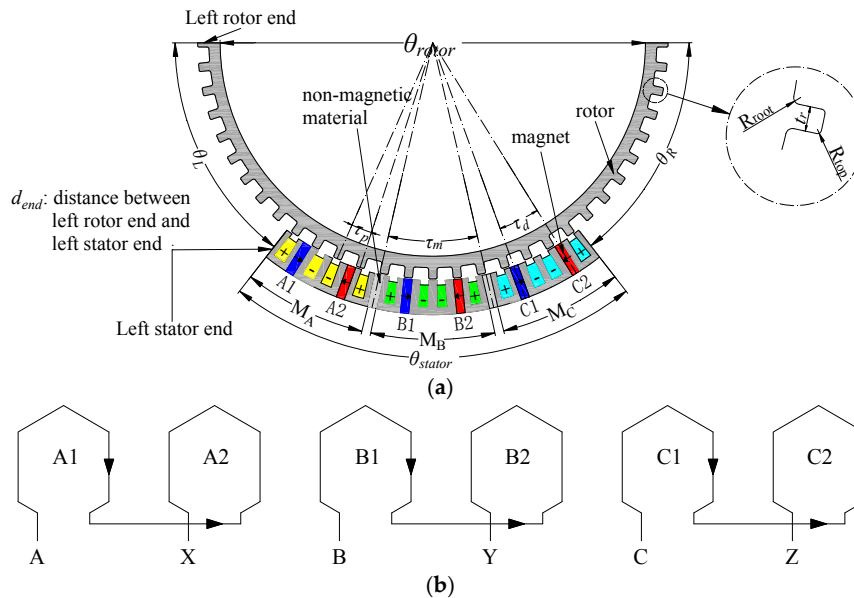 Left rotor end
θrotor
non-magnetic
material
magnet
rotor
Rroot
tr
Rtop
θL
θR
dend: distance between
left rotor end and
left stator end
τp
τm
τd
Left stator end
+ - - + + - - + + - - +
A1 A2 B1 B2 C1 C2
MA MB MC
θstator
(a)
A1 A2 B1 B2 C1 C2
A X B Y C Z
(b)